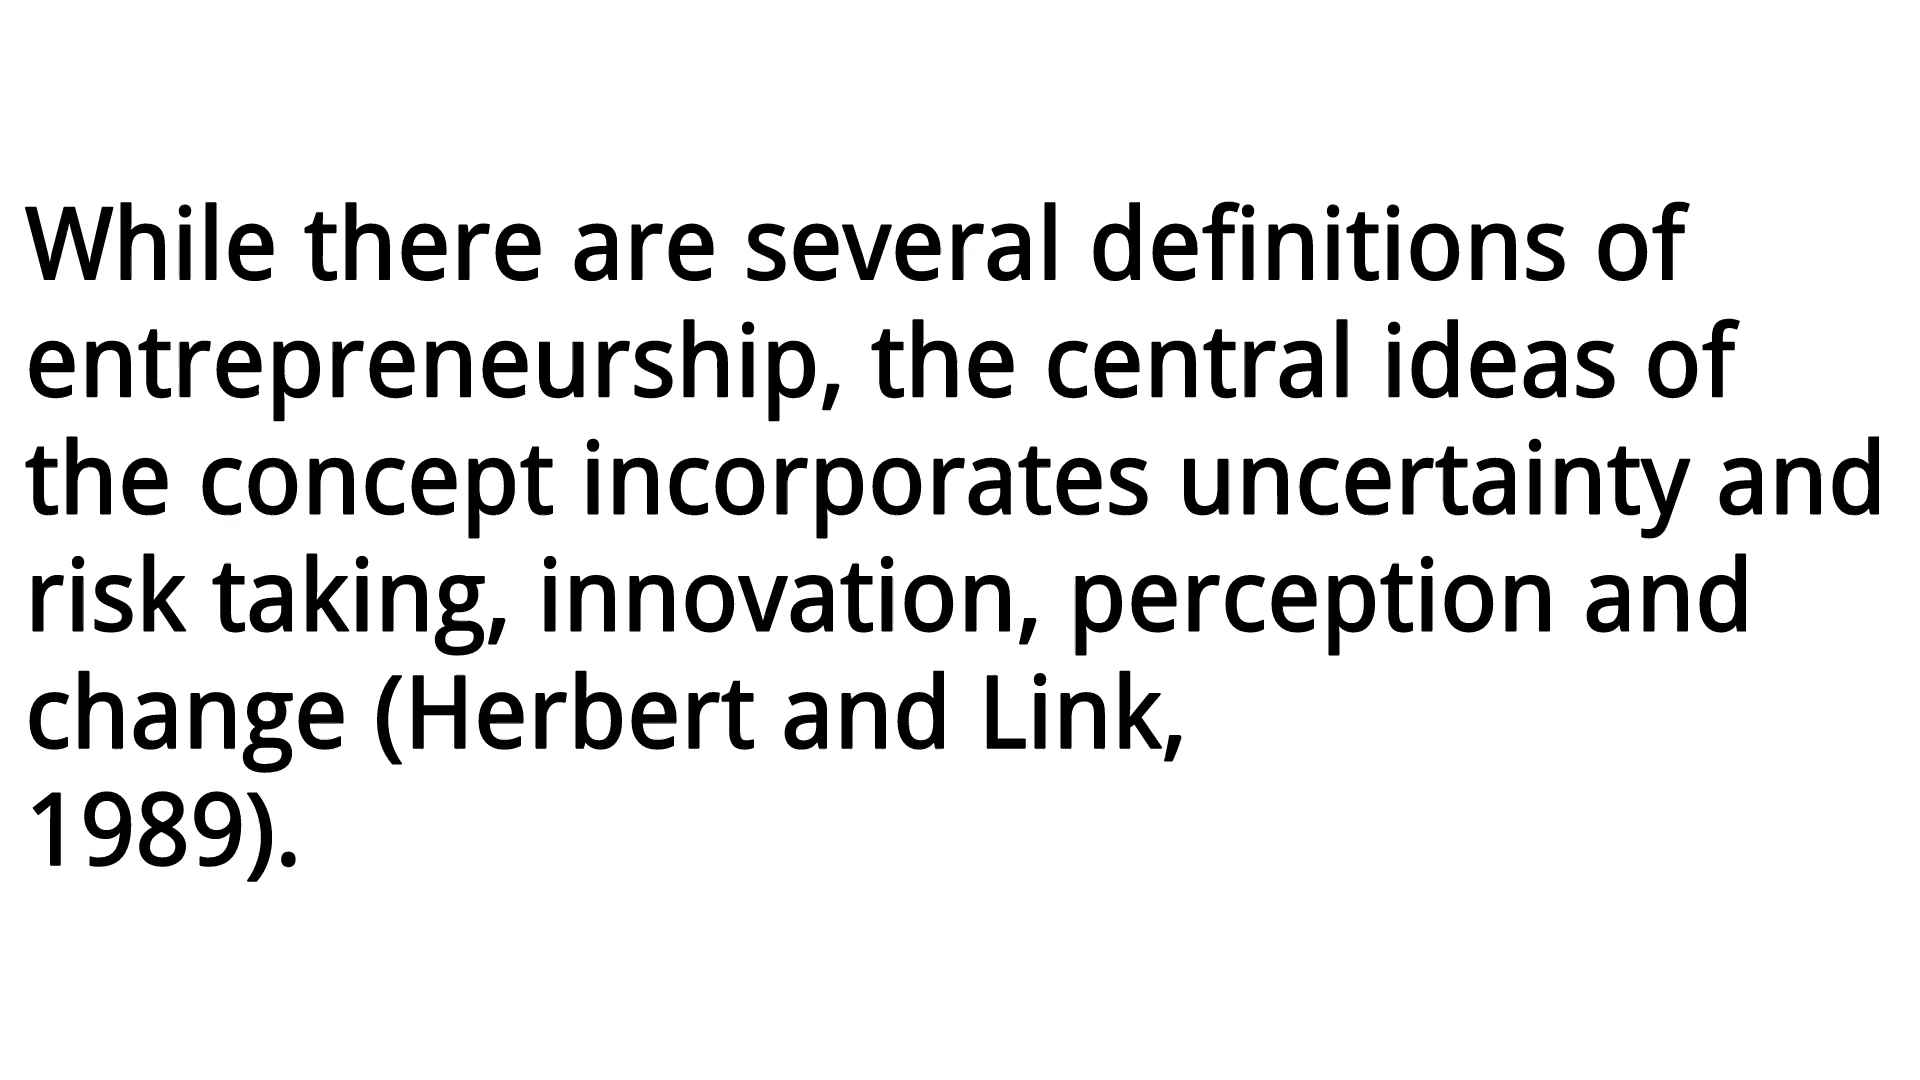 While there are several definitions of
entrepreneurship, the central ideas of
the concept incorporates uncertainty and
risk taking, innovation, perception and
change (Herbert and Link,
1989).